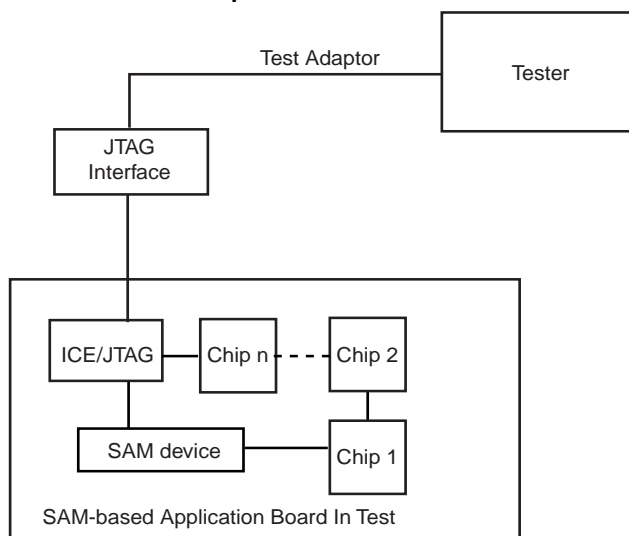 Test Adaptor
Tester
JTAG
Interface
ICE/JTAG
Chip n
Chip 2
SAM device
Chip 1
SAM-based Application Board In Test